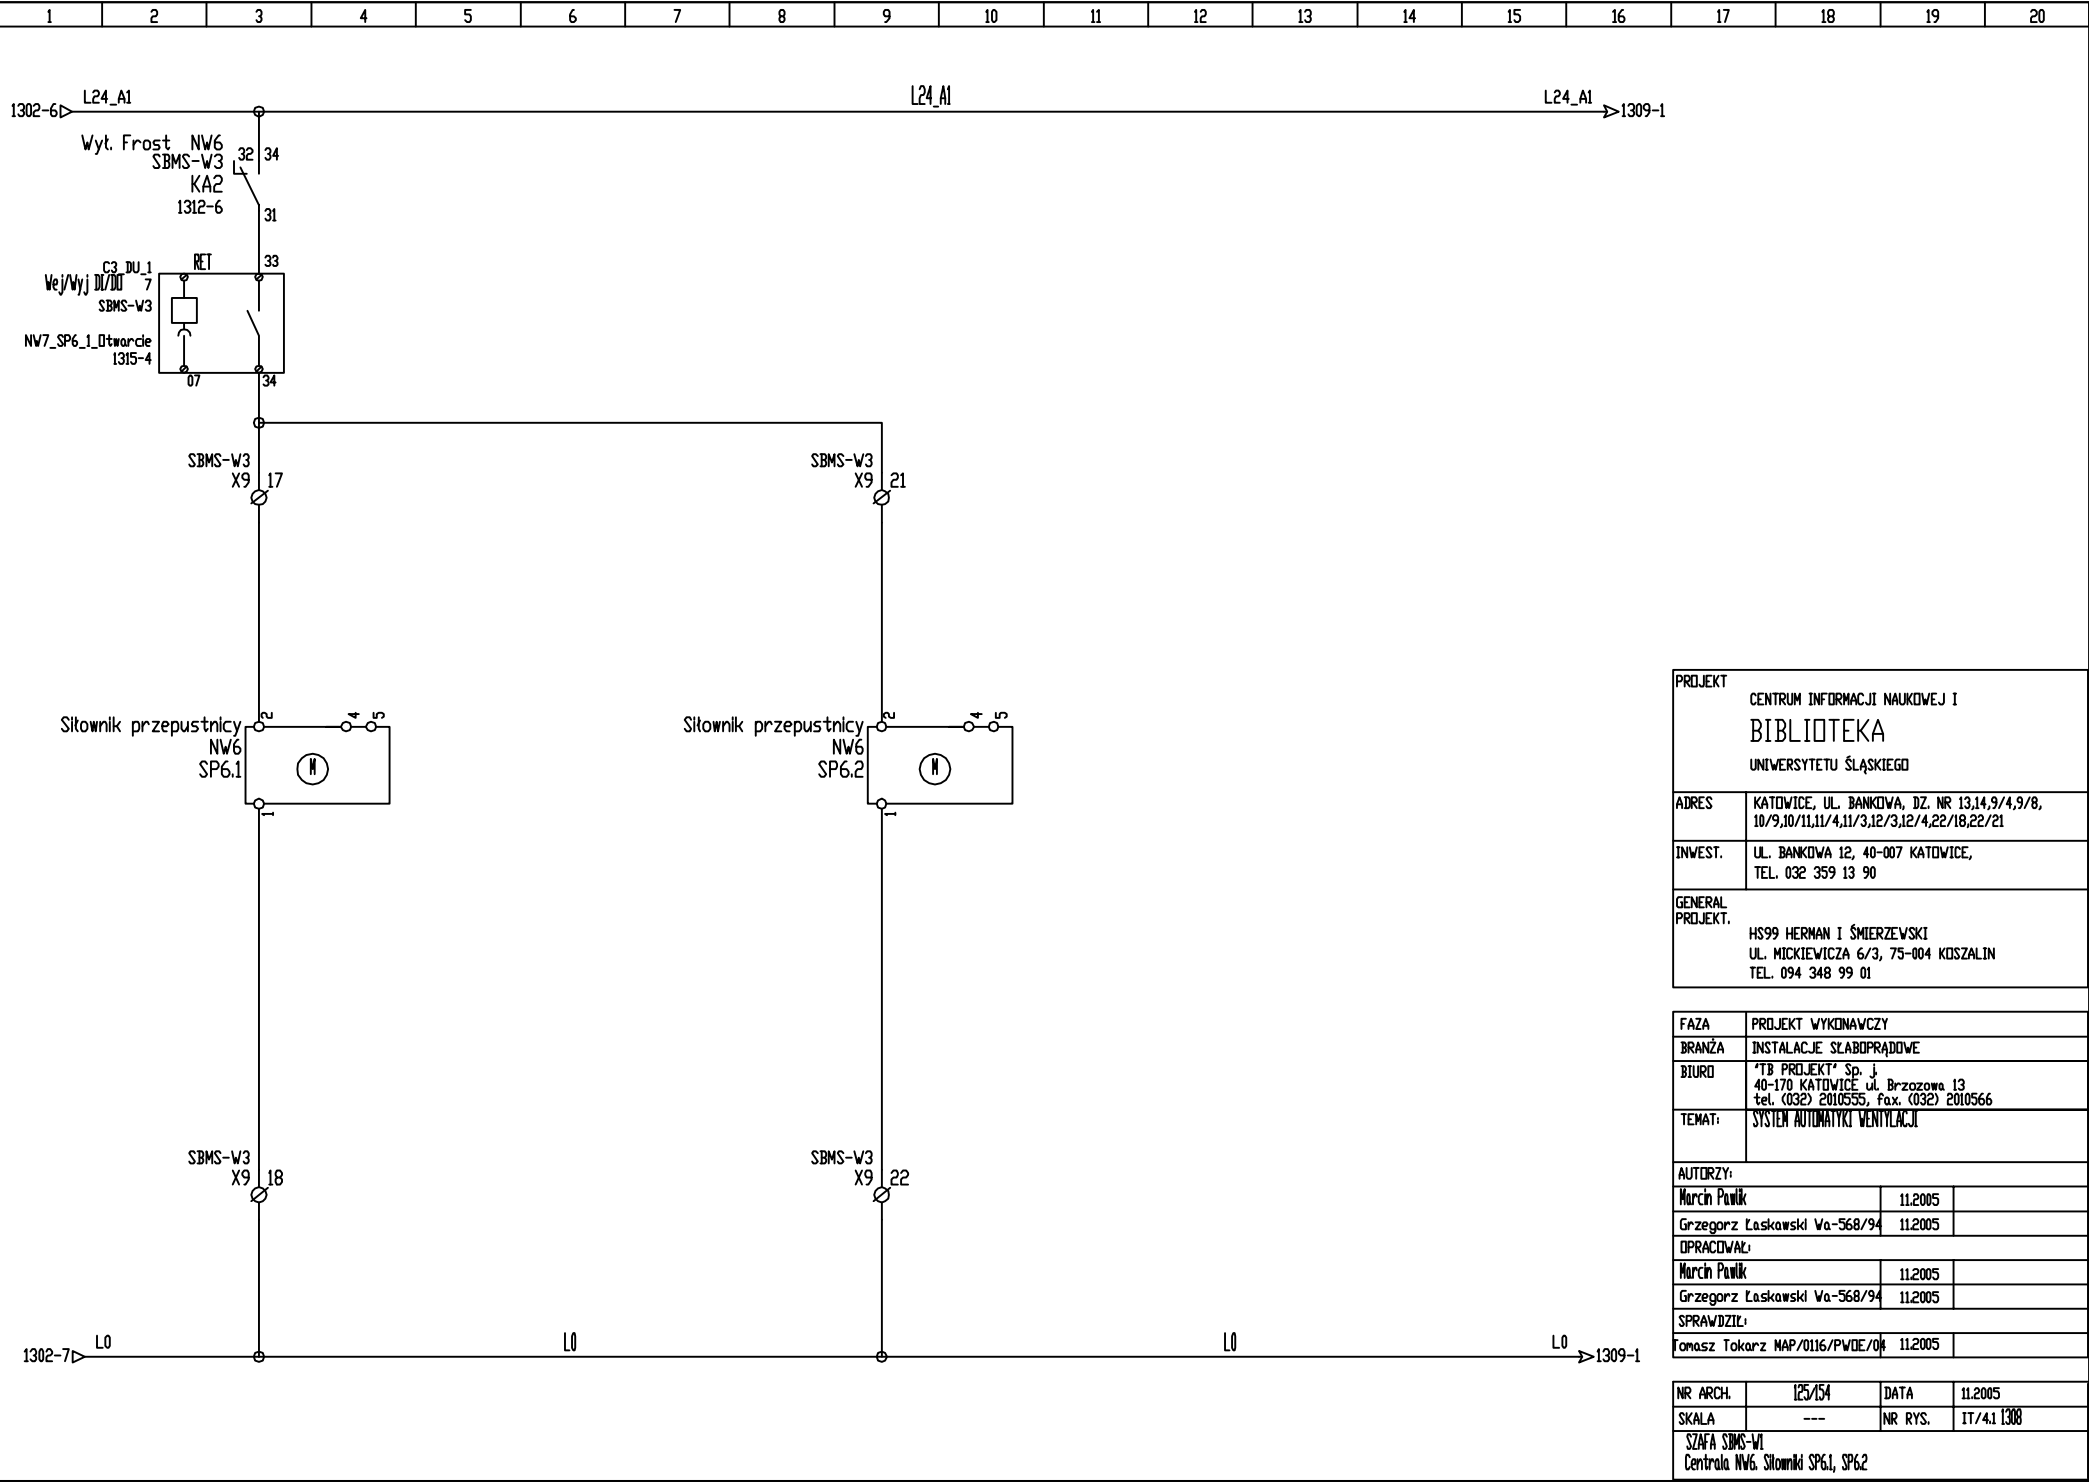 1 2 3 4 5 6 7 8 9 10 11 12 13 14 15 16 17 18 19 20
L24_A1 L24_A1 L24_A1
1302-6 1309-1
Wył. Frost NW6
SBMS-W3
KA2
1312-6
32 34
31
33
C3_DU_1 RET
Wej/Wyj DI/DO 7
SBMS-W3
NW7_SP6_1_Otwarcie
1315-4
07 34
SBMS-W3
X9 17
SBMS-W3
X9 21
Siłownik przepustnicy
NW6
SP6.1
2 4 5
M
1
Siłownik przepustnicy
NW6
SP6.2
2 4 5
M
1
SBMS-W3
X9 18
SBMS-W3
X9 22
L0 L0 L0 L0
1302-7 1309-1
PROJEKT
CENTRUM INFORMACJI NAUKOWEJ I
BIBLIOTEKA
UNIWERSYTETU ŚLĄSKIEGO
ADRES KATOWICE, UL. BANKOWA, DZ. NR 13,14,9/4,9/8,
10/9,10/11,11/4,11/3,12/3,12/4,22/18,22/21
INWEST. UL. BANKOWA 12, 40-007 KATOWICE,
TEL. 032 359 13 90
GENERAL
PROJEKT.
HS99 HERMAN I ŚMIERZEWSKI
UL. MICKIEWICZA 6/3, 75-004 KOSZALIN
TEL. 094 348 99 01
FAZA PROJEKT WYKONAWCZY
BRANŻA INSTALACJE SŁABOPRĄDOWE
BIURO "TB PROJEKT" Sp. j.
40-170 KATOWICE ul. Brzozowa 13
tel. (032) 2010555, fax. (032) 2010566
TEMAT: SYSTEM AUTOMATYKI WENTYLACJI
AUTORZY:
Marcin Pawlik 11.2005
Grzegorz Łaskawski Wa-568/94 11.2005
OPRACOWAŁ:
Marcin Pawlik 11.2005
Grzegorz Łaskawski Wa-568/94 11.2005
SPRAWDZIŁ:
Tomasz Tokarz MAP/0116/PWOE/04 11.2005
NR ARCH. 125/154 DATA 11.2005
SKALA --- NR RYS. IT/4.1 1308
SZAFA SBMS-W1
Centrala NW6. Siłowniki SP6.1, SP6.2